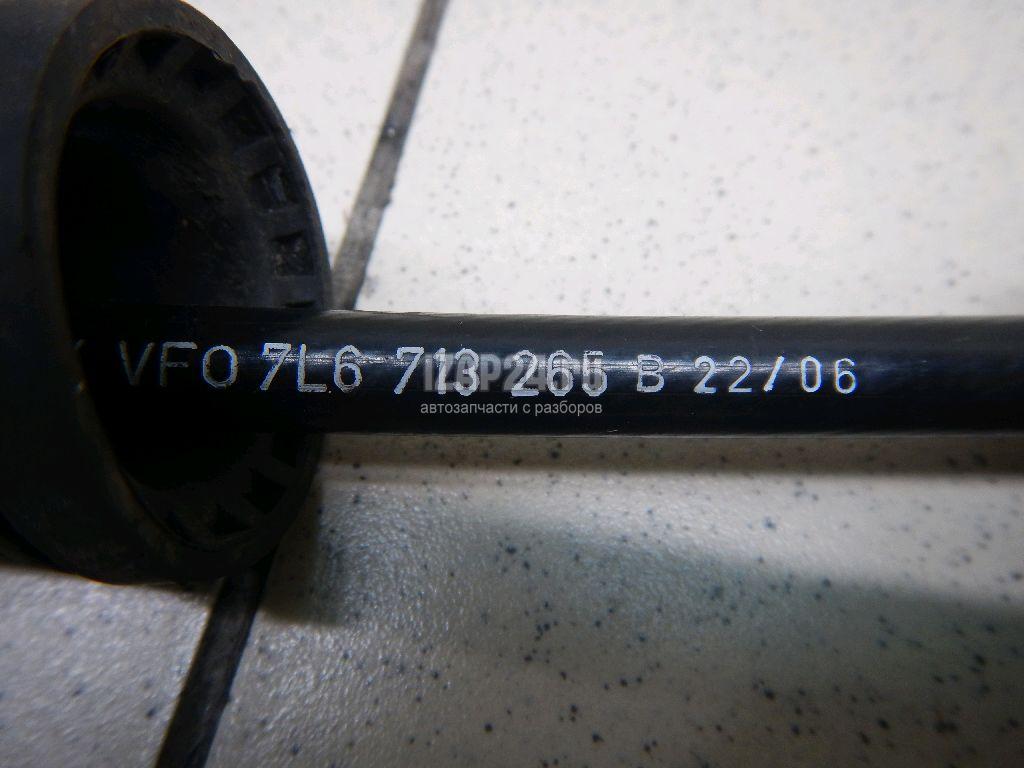 VFO 7L6 713 265 B 22/06
автозапчасти с разборов